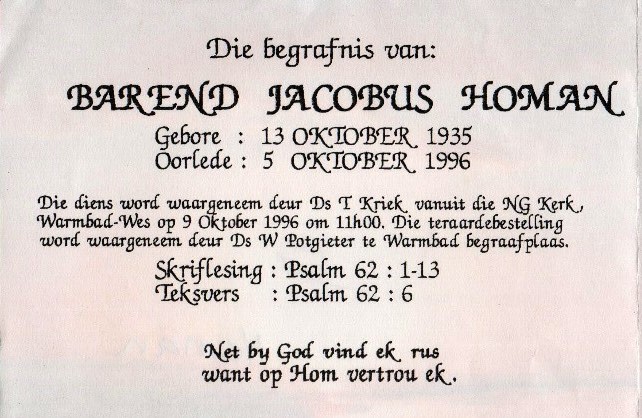 Die begrafnis van:
BAREND JACOBUS HOMAN
Gebore : 13 OKTOBER 1935
Oorlede : 5 OKTOBER 1996
Die diens word waargeneem deur Ds T Kriek vanuit die NG Kerk,
Warmbad-Wes op 9 Oktober 1996 om 11h00. Die teraardebestelling
word waargeneem deur Ds W Potgieter te Warmbad begraafplaas.
Skriflesing : Psalm 62 : 1-13
Teksvers : Psalm 62 : 6
Net by God vind ek rus
want op Hom vertrou ek.